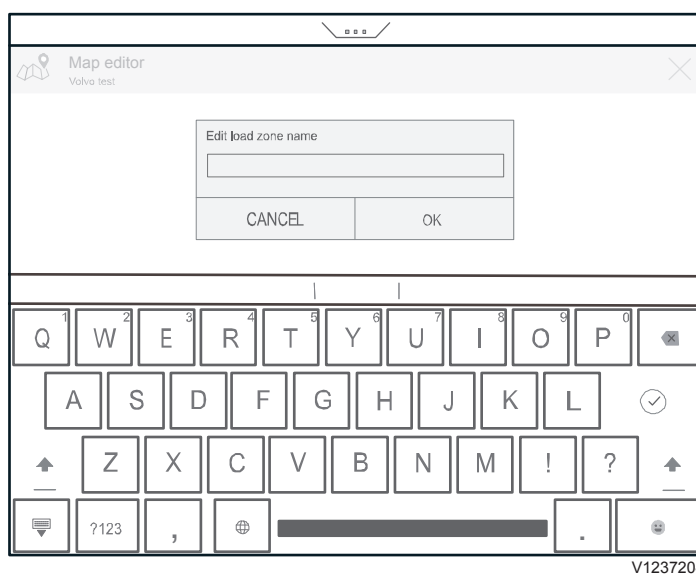 Map editor
Volvo test
Edit load zone name
CANCEL OK
Q 1 W 2 E 3 R 4 T 5 Y 6 U 7 I 8 O 9 P 0
A S D F G H J K L
Z X C V B N M ! ?
?123 , .
V123720